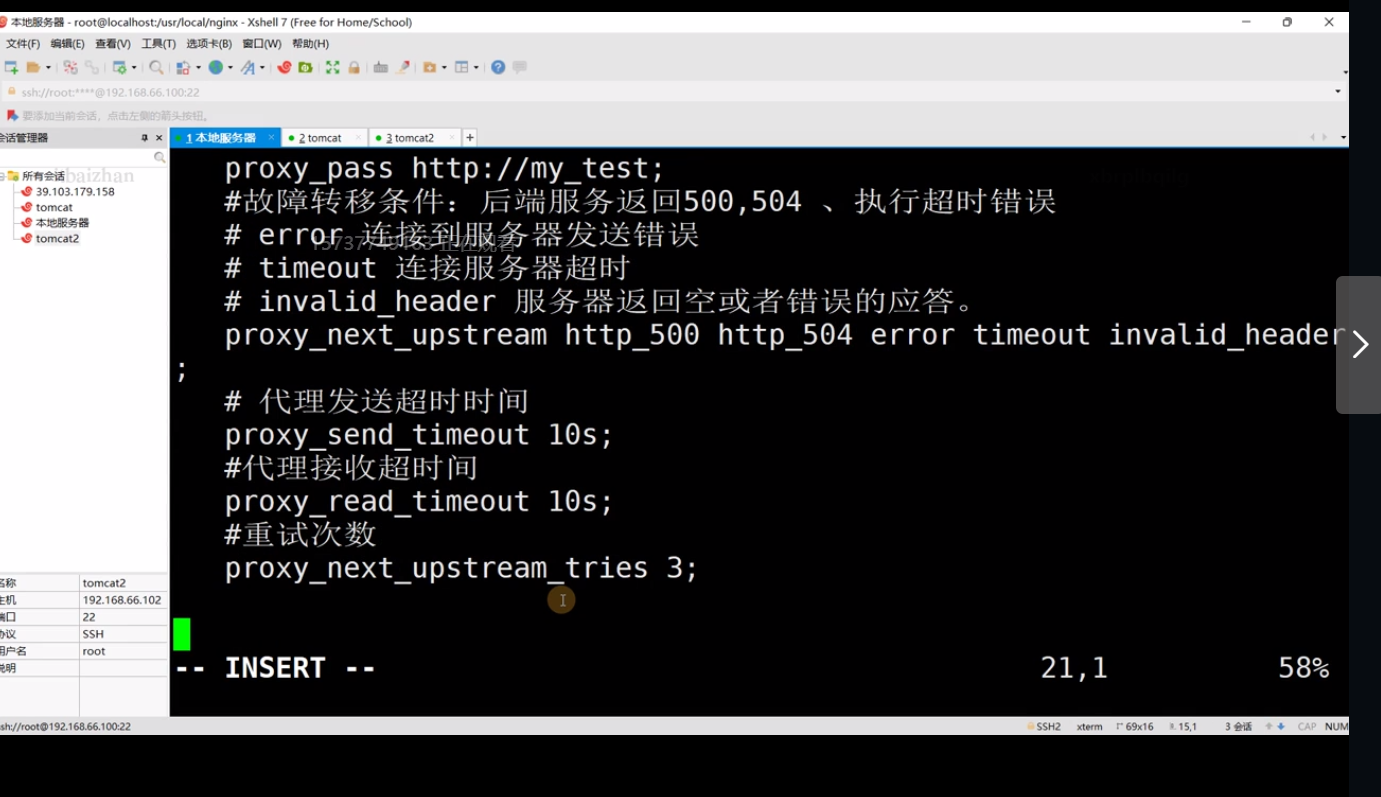 本地服务器 - root@localhost:/usr/local/nginx - Xshell 7 (Free for Home/School)
文件(F) 编辑(E) 查看(V) 工具(T) 选项卡(B) 窗口(W) 帮助(H)
ssh://root:****@192.168.66.100:22
要添加当前会话，点击左侧的箭头按钮。
会话管理器
1 本地服务器
2 tomcat
3 tomcat2
+
所有会话
baizhan
39.103.179.158
tomcat
本地服务器
tomcat2
proxy_pass http://my_test;
#故障转移条件：后端服务返回500,504 、执行超时错误
# error 连接到服务器发送错误
正在观看
# timeout 连接服务器超时
# invalid_header 服务器返回空或者错误的应答。
proxy_next_upstream http_500 http_504 error timeout invalid_header
;
# 代理发送超时时间
proxy_send_timeout 10s;
#代理接收超时间
proxy_read_timeout 10s;
#重试次数
proxy_next_upstream_tries 3;
-- INSERT -- 21,1 58%
名称 tomcat2
主机 192.168.66.102
端口 22
协议 SSH
用户名 root
说明
ssh://root@192.168.66.100:22
SSH2 xterm 69x16 15,1 3 会话 CAP NUM